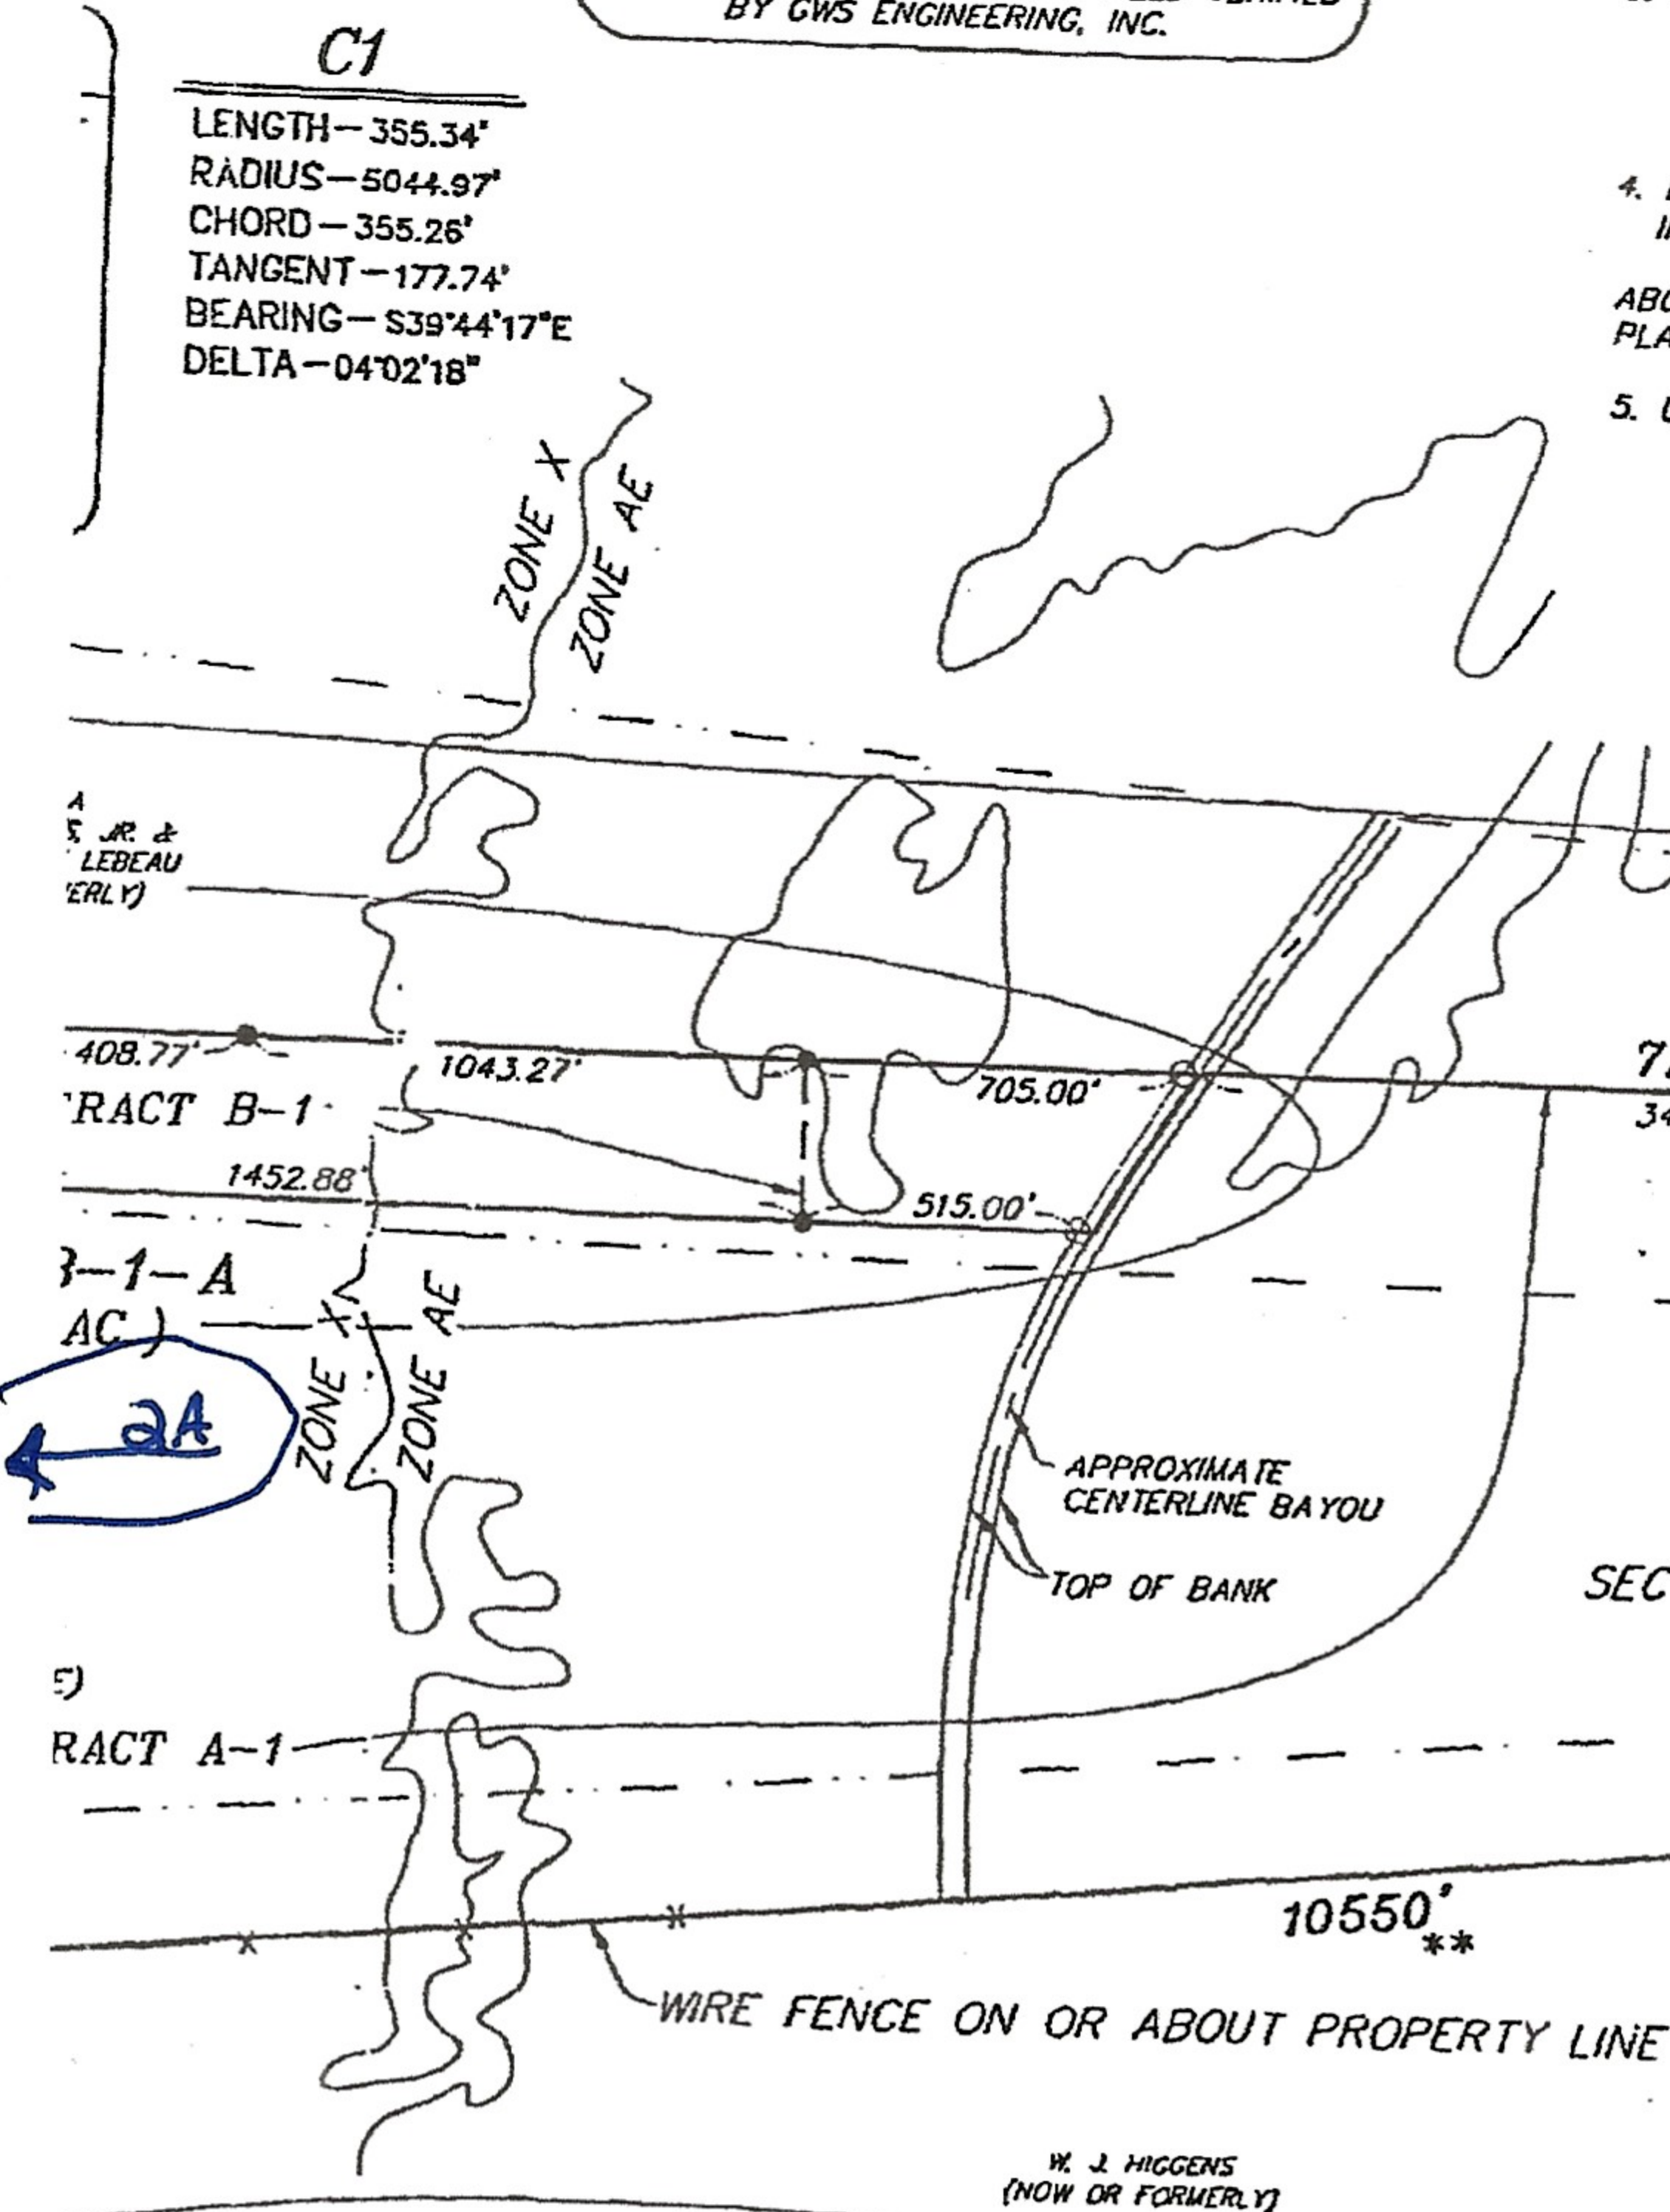 BY GWS ENGINEERING, INC.
C1
LENGTH—355.34'
RADIUS—5044.97'
CHORD—355.26'
TANGENT—177.74'
BEARING—S39°44'17"E
DELTA—04°02'18"
4.
ABO
PLA
5.
ZONE X
ZONE AE
A
JR. &
LEBEAU
ERLY)
408.77'
1043.27'
705.00'
RACT B-1
34
1452.88'
515.00'
-1-A
AC )
ZONE X
ZONE AE
2A
APPROXIMATE
CENTERLINE BAYOU
TOP OF BANK
SEC
RACT A-1
10550'
**
WIRE FENCE ON OR ABOUT PROPERTY LINE
W. J. HIGGENS
(NOW OR FORMERLY)